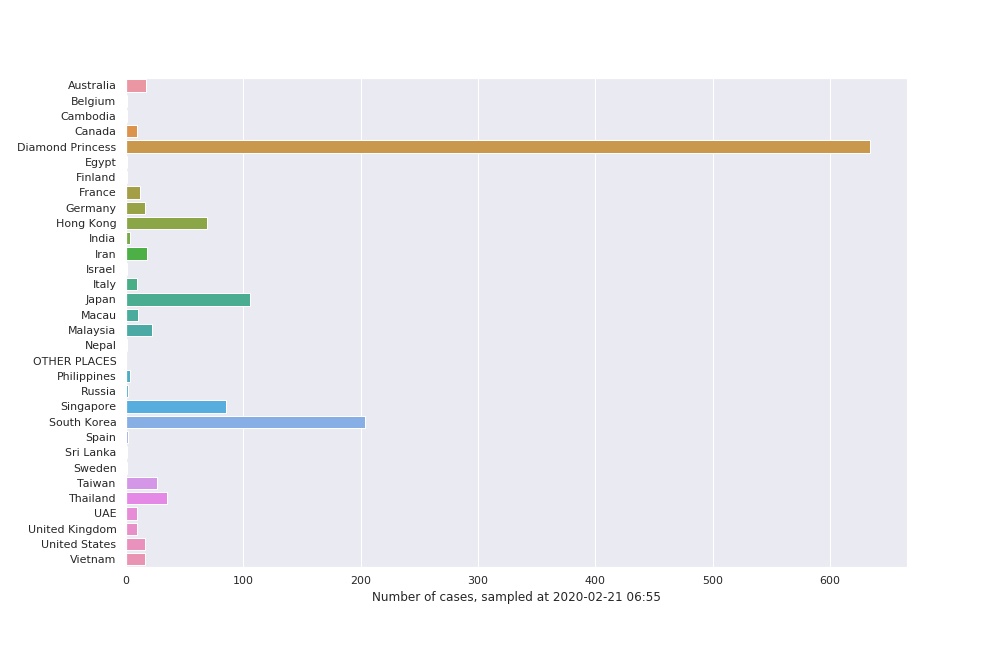 Australia
Belgium
Cambodia
Canada
Diamond Princess
Egypt
Finland
France
Germany
Hong Kong
India
Iran
Israel
Italy
Japan
Macau
Malaysia
Nepal
OTHER PLACES
Philippines
Russia
Singapore
South Korea
Spain
Sri Lanka
Sweden
Taiwan
Thailand
UAE
United Kingdom
United States
Vietnam
0 100 200 300 400 500 600
Number of cases, sampled at 2020-02-21 06:55